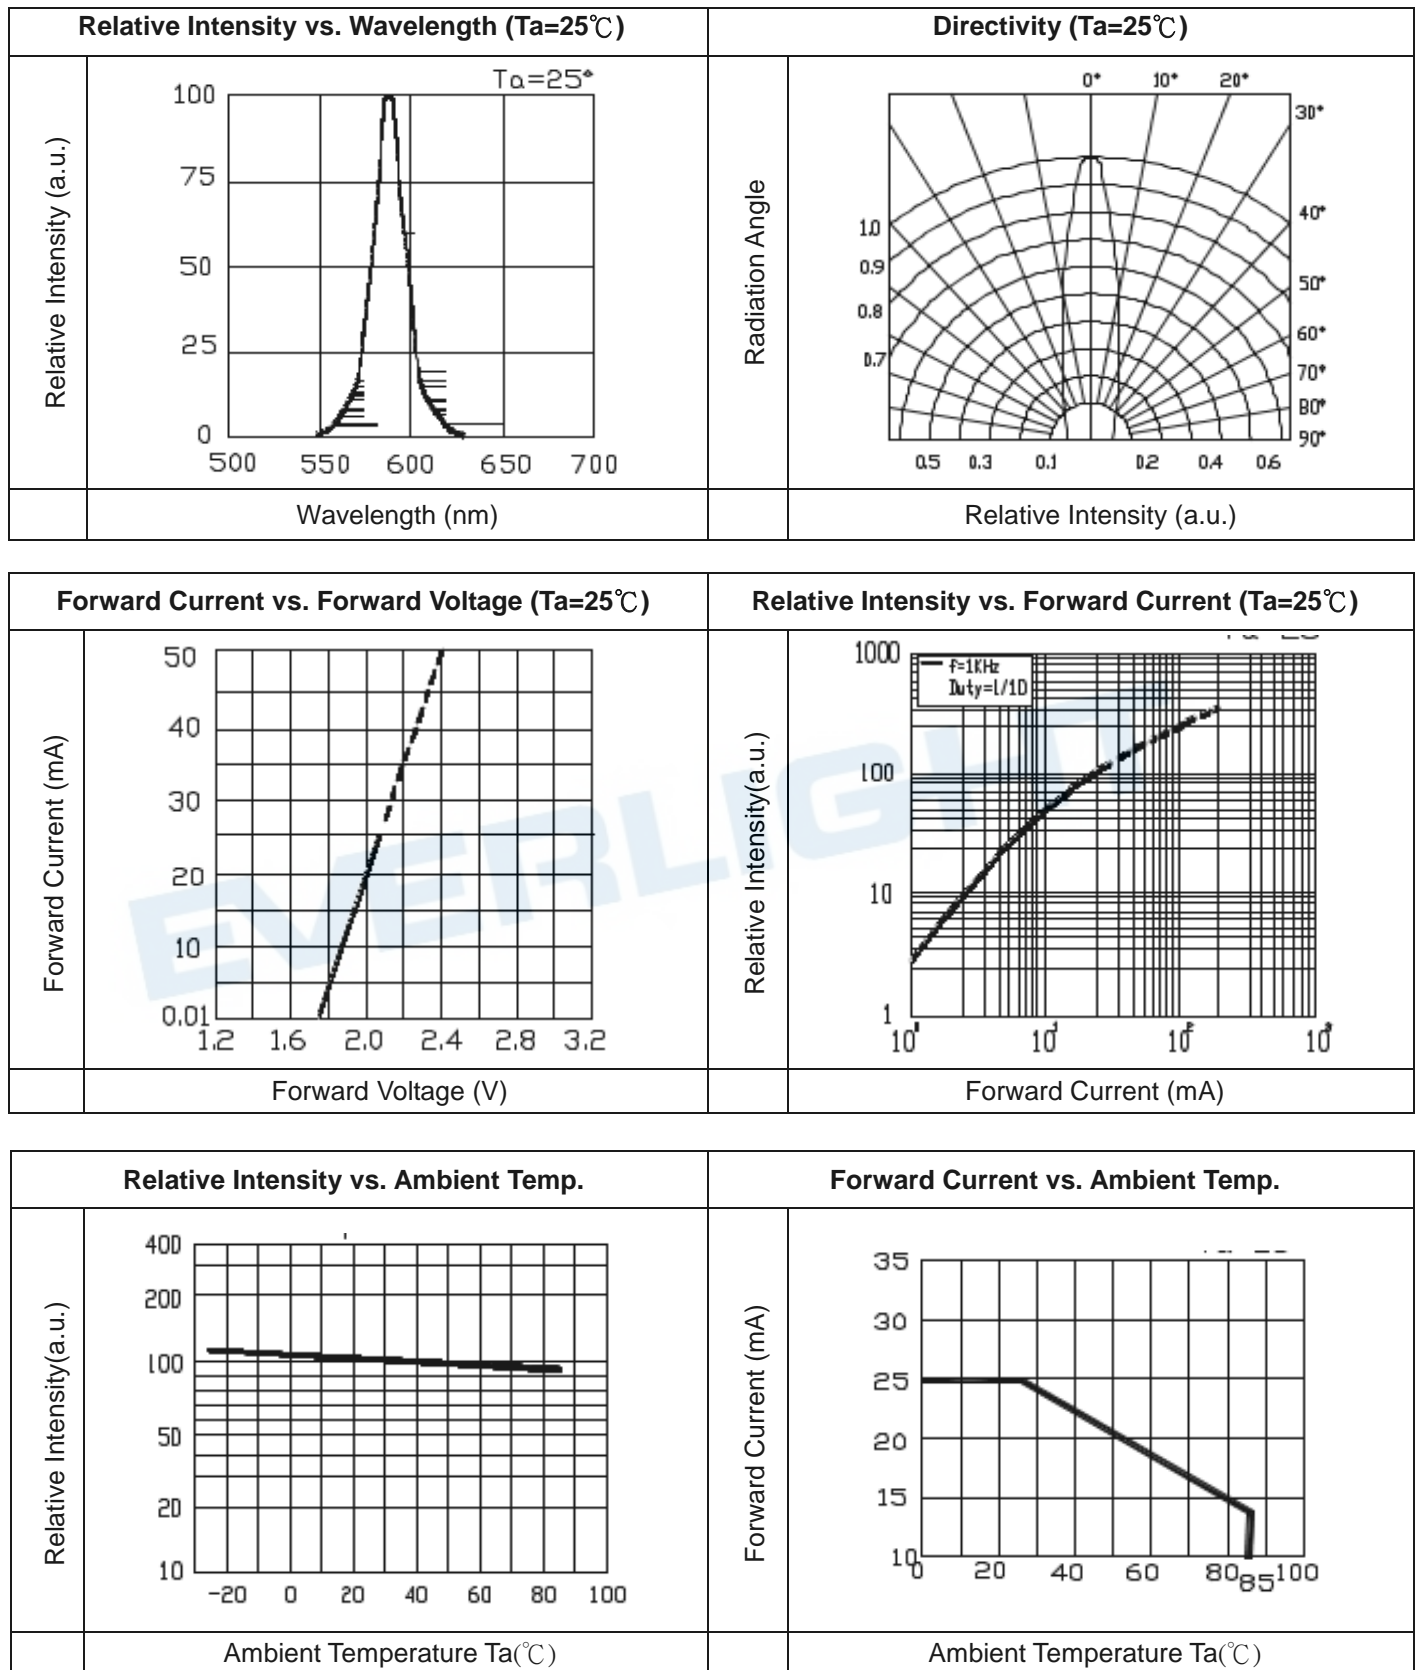 Relative Intensity vs. Wavelength (Ta=25℃)
Directivity (Ta=25℃)
Relative Intensity (a.u.)
Ta=25°
100
75
50
25
0
500 550 600 650 700
Wavelength (nm)
Radiation Angle
0° 10° 20°
30°
40°
50°
60°
70°
80°
90°
1.0
0.9
0.8
0.7
0.5 0.3 0.1 0.2 0.4 0.6
Relative Intensity (a.u.)
Forward Current vs. Forward Voltage (Ta=25℃)
Relative Intensity vs. Forward Current (Ta=25℃)
Forward Current (mA)
50
40
30
20
10
0.01
1.2 1.6 2.0 2.4 2.8 3.2
Forward Voltage (V)
Relative Intensity(a.u.)
f=1KHz
Duty=1/10
1000
100
10
1
10¹ 10² 10³
Forward Current (mA)
EVERLIGHT
Relative Intensity vs. Ambient Temp.
Forward Current vs. Ambient Temp.
Relative Intensity(a.u.)
400
200
100
50
20
10
-20 0 20 40 60 80 100
Ambient Temperature Ta(℃)
Forward Current (mA)
35
30
25
20
15
10
0 20 40 60 80 85 100
Ambient Temperature Ta(℃)